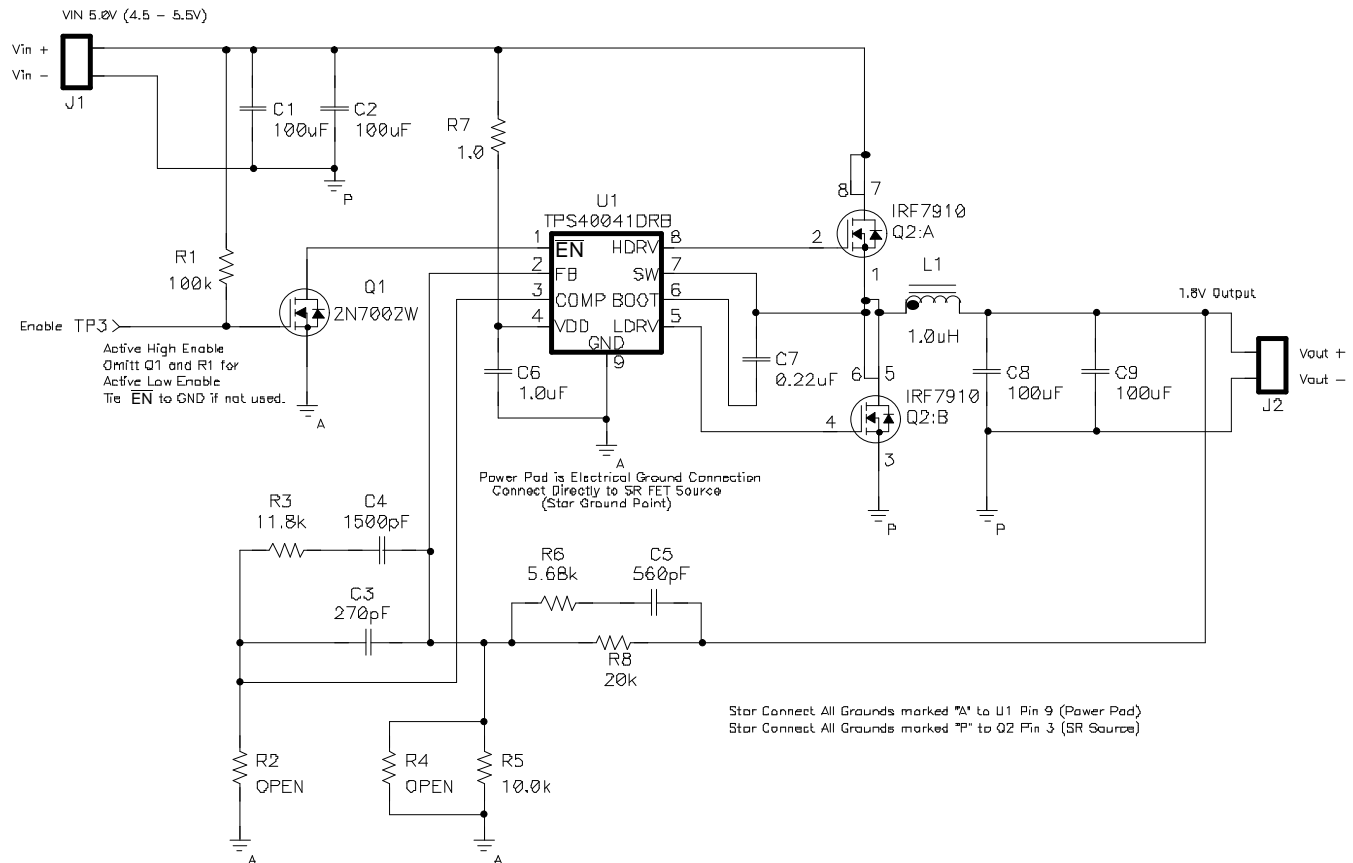 VIN 5.0V (4.5 - 5.5V)
Vin +
Vin -
J1
C1
100uF
C2
100uF
P
R7
1.0
R1
100k
Q1
2N7002W
Enable TP3
Active High Enable
Omitt Q1 and R1 for
Active Low Enable
Tie EN to GND if not used.
A
U1
TPS40041DRB
1 EN HDRV 8
2 FB SW 7
3 COMP BOOT 6
4 VDD LDRV 5
GND
9
C6
1.0uF
A
Power Pad is Electrical Ground Connection
Connect Directly to SR FET Source
(Star Ground Point)
C7
0.22uF
8 7
IRF7910
Q2:A
2
1
L1
1.0uH
6 5
IRF7910
Q2:B
4
3
P
1.8V Output
C8
100uF
C9
100uF
P
Vout +
Vout -
J2
R3
11.8k
C4
1500pF
C3
270pF
R6
5.68k
C5
560pF
R8
20k
Star Connect All Grounds marked "A" to U1 Pin 9 (Power Pad)
Star Connect All Grounds marked "P" to Q2 Pin 3 (SR Source)
R2
OPEN
R4
OPEN
R5
10.0k
A
A